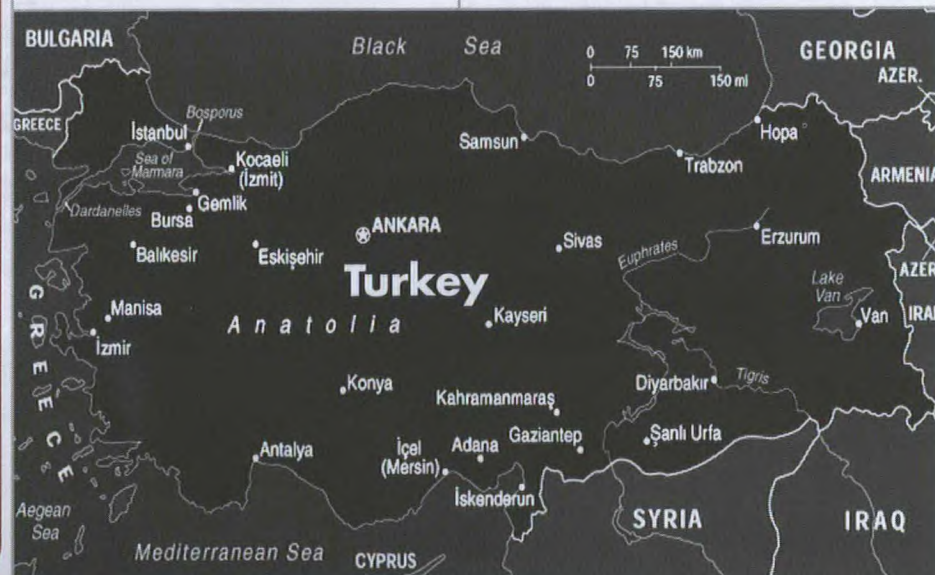 BULGARIA
Black Sea
0 75 150 km
0 75 150 mi
GEORGIA
AZER.
GREECE
Bosporus
İstanbul
Sea of
Marmara
Kocaeli
(İzmit)
Samsun
Hopa
Trabzon
ARMENIA
Dardanelles
Gemlik
Bursa
ANKARA
Balıkesir
Eskişehir
Sivas
Euphrates
Erzurum
AZER
Turkey
Lake
Van
Van
IRAN
GREECE
Manisa
İzmir
Anatolia
Kayseri
Konya
Kahramanmaraş
Diyarbakır
Tigris
Antalya
İçel
(Mersin)
Adana
Gaziantep
Şanlı Urfa
İskenderun
Aegean
Sea
SYRIA
IRAQ
Mediterranean Sea
CYPRUS